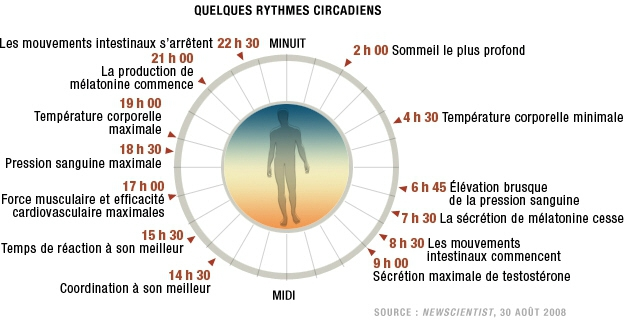 QUELQUES RYTHMES CIRCADIENS
MINUIT
2 h 00 Sommeil le plus profond
4 h 30 Température corporelle minimale
6 h 45 Élévation brusque
de la pression sanguine
7 h 30 La sécrétion de mélatonine cesse
8 h 30 Les mouvements
intestinaux commencent
9 h 00
Sécrétion maximale de testostérone
MIDI
14 h 30
Coordination à son meilleur
15 h 30
Temps de réaction à son meilleur
17 h 00
Force musculaire et efficacité
cardiovasculaire maximales
18 h 30
Pression sanguine maximale
19 h 00
Température corporelle
maximale
21 h 00
La production de
mélatonine commence
Les mouvements intestinaux s'arrêtent 22 h 30
SOURCE : NEWSCIENTIST, 30 AOÛT 2008